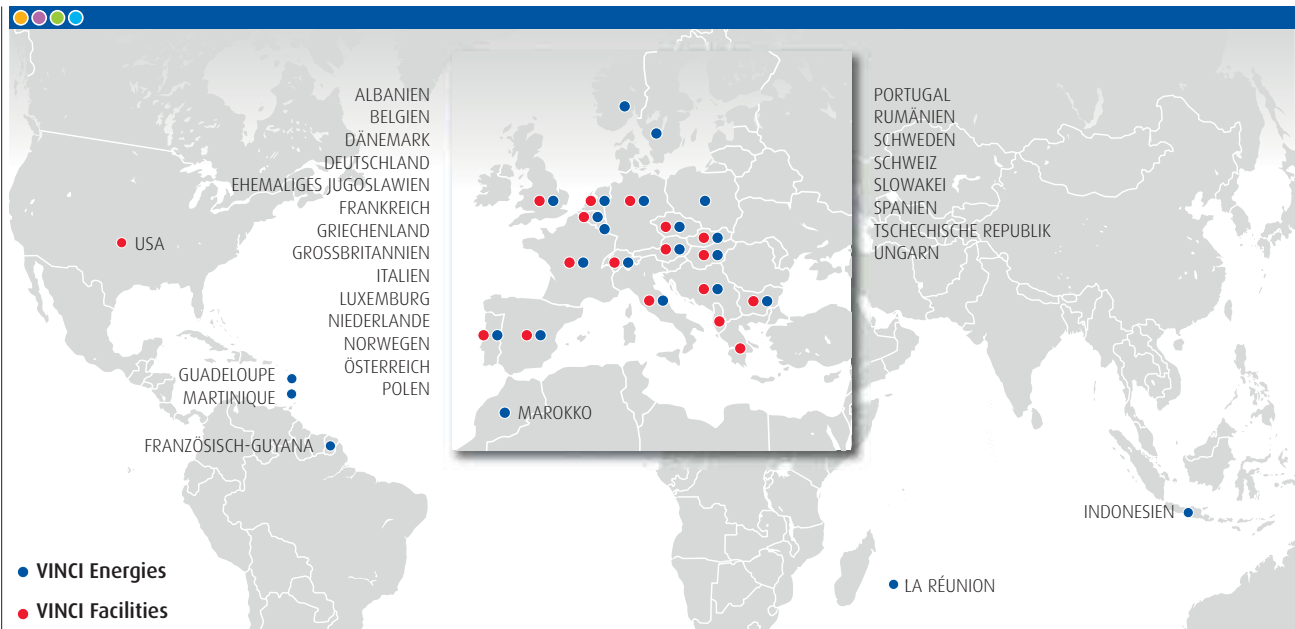 ALBANIEN
BELGIEN
DÄNEMARK
DEUTSCHLAND
EHEMALIGES JUGOSLAWIEN
FRANKREICH
GRIECHENLAND
GROSSBRITANNIEN
ITALIEN
LUXEMBURG
NIEDERLANDE
NORWEGEN
ÖSTERREICH
POLEN
PORTUGAL
RUMÄNIEN
SCHWEDEN
SCHWEIZ
SLOWAKEI
SPANIEN
TSCHECHISCHE REPUBLIK
UNGARN
USA
GUADELOUPE
MARTINIQUE
FRANZÖSISCH-GUYANA
MAROKKO
INDONESIEN
LA RÉUNION
VINCI Energies
VINCI Facilities